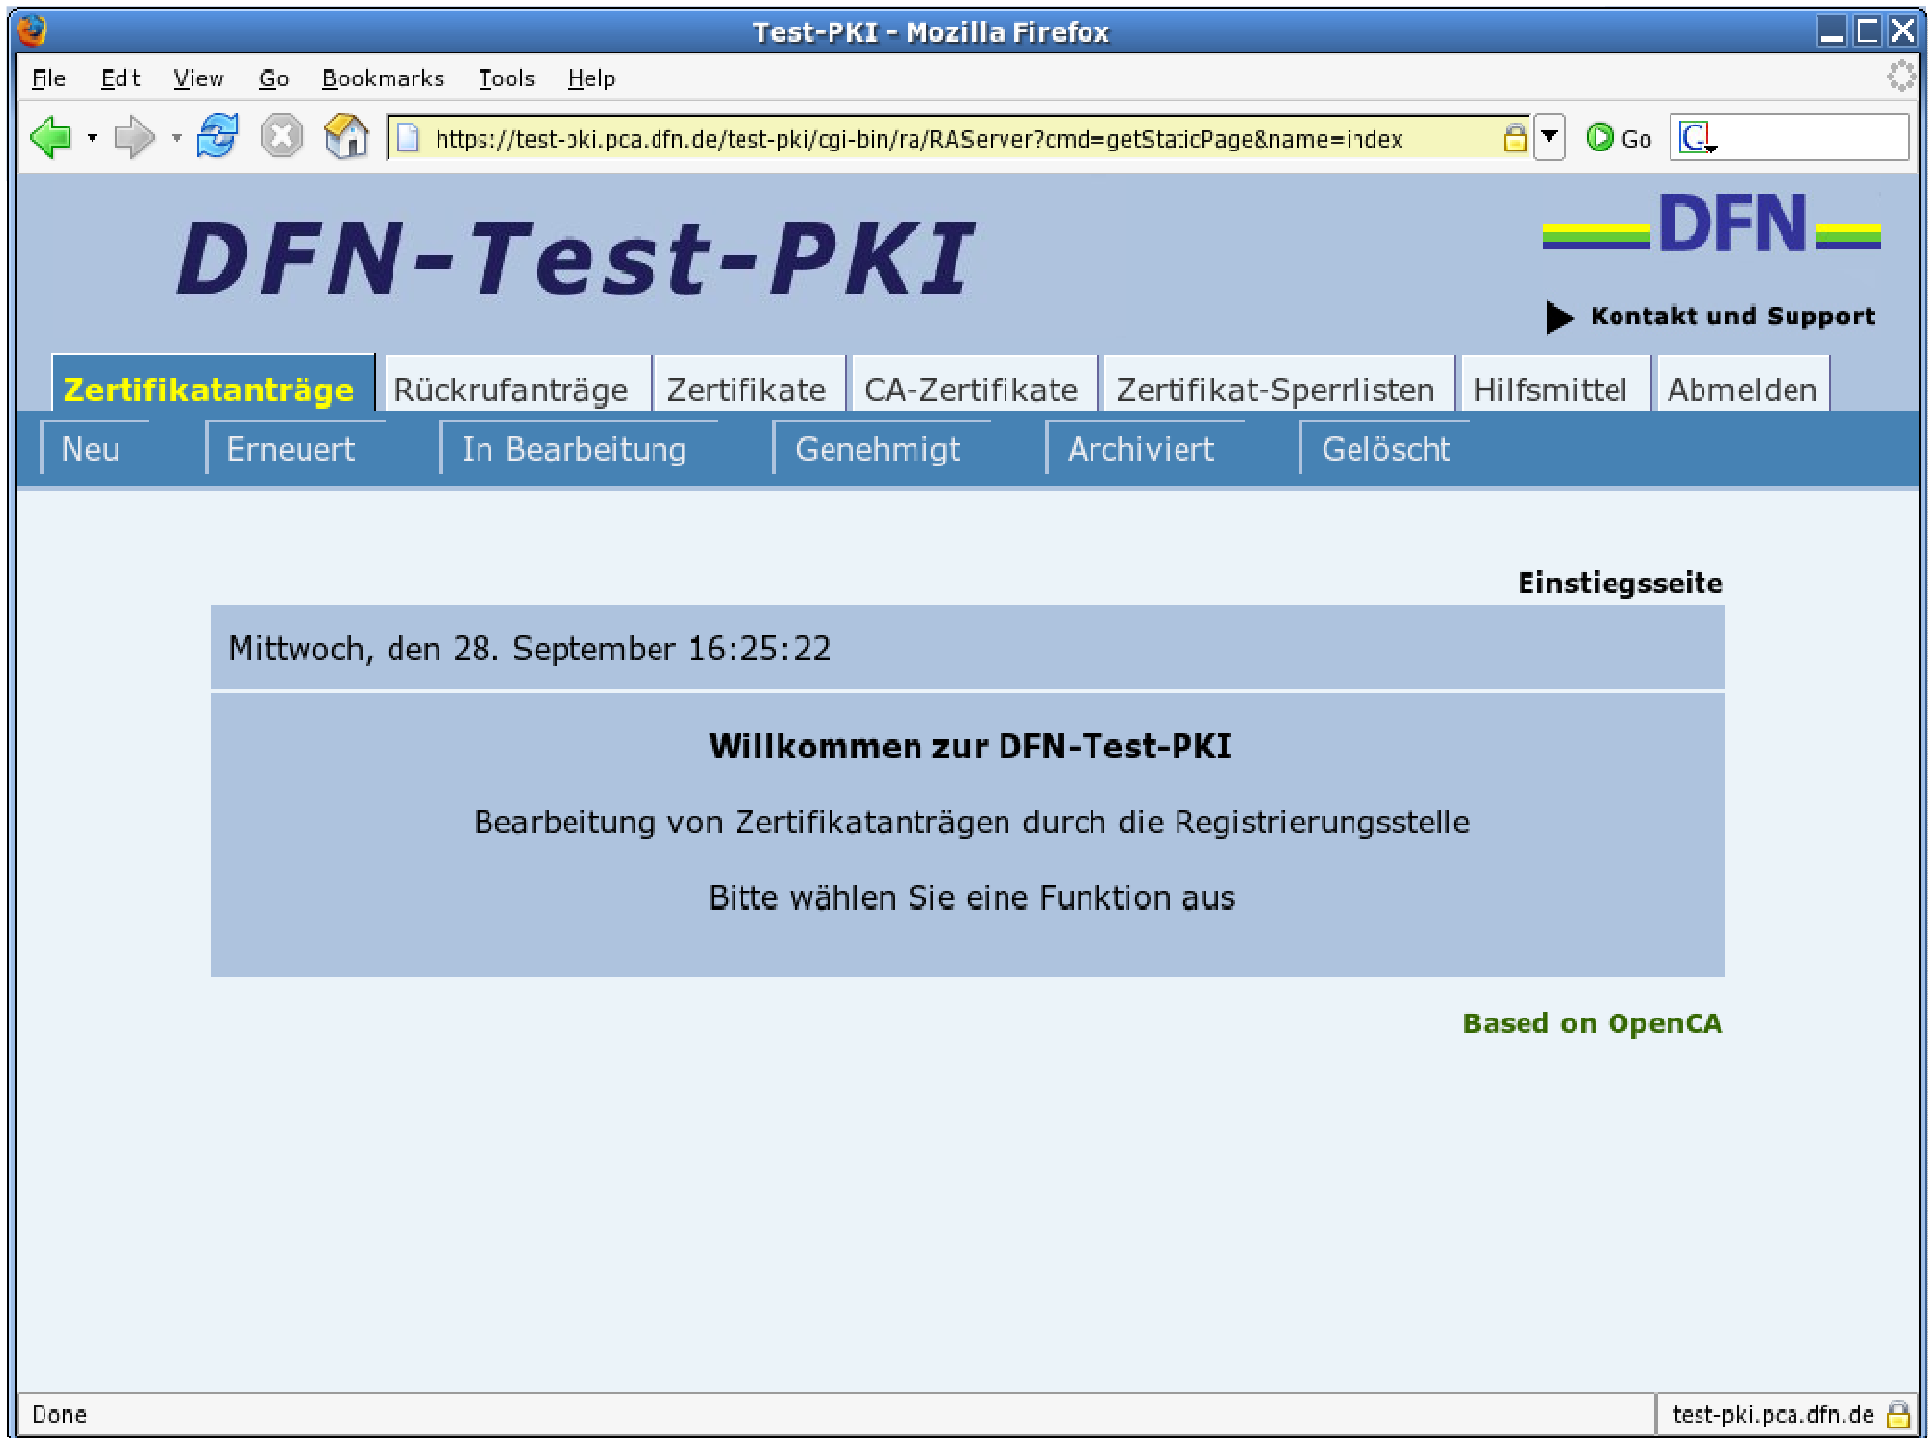 Test-PKI - Mozilla Firefox
File Edit View Go Bookmarks Tools Help
https://test-pki.pca.dfn.de/test-pki/cgi-bin/ra/RAServer?cmd=getStaticPage&name=index Go
DFN-Test-PKI
DFN
Kontakt und Support
Zertifikatanträge Rückrufanträge Zertifikate CA-Zertifikate Zertifikat-Sperrlisten Hilfsmittel Abmelden
Neu Erneuert In Bearbeitung Genehmigt Archiviert Gelöscht
Einstiegsseite
Mittwoch, den 28. September 16:25:22
Willkommen zur DFN-Test-PKI
Bearbeitung von Zertifikatanträgen durch die Registrierungsstelle
Bitte wählen Sie eine Funktion aus
Based on OpenCA
Done test-pki.pca.dfn.de